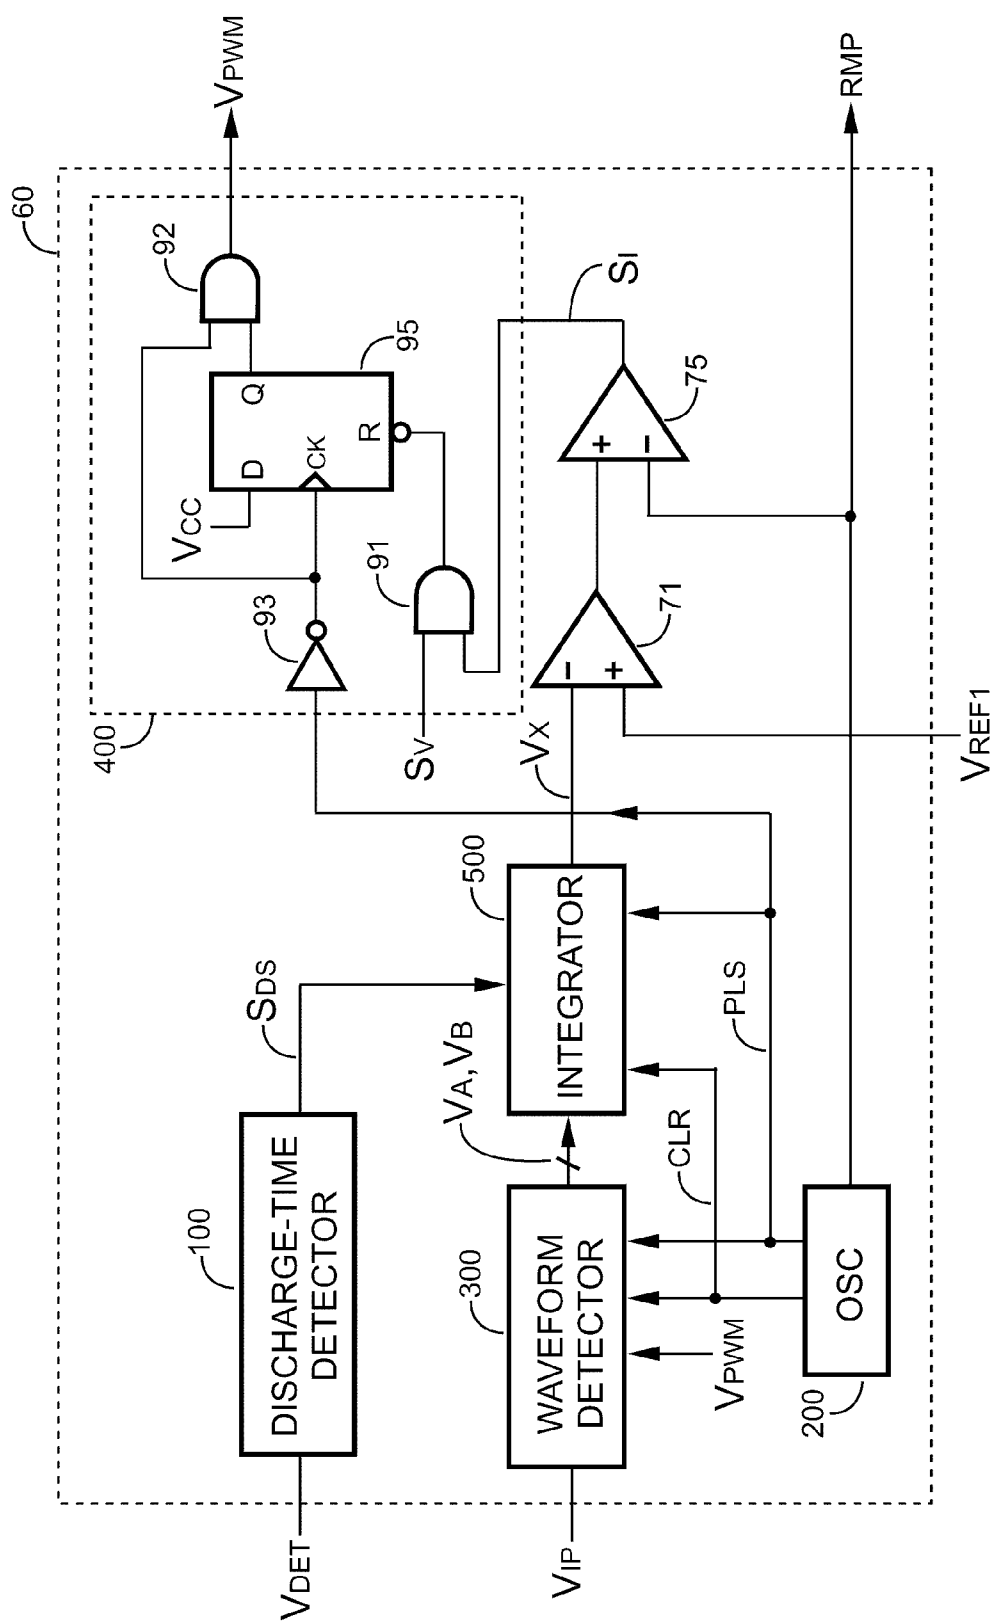 60
400
VPWM
92
VCC
D
Q
CK
R
95
93
91
SV
SI
VDET
100
DISCHARGE-TIME
DETECTOR
SDS
VIP
300
WAVEFORM
DETECTOR
VA, VB
500
INTEGRATOR
VX
−
+
71
+
−
75
VREF1
VPWM
CLR
PLS
200
OSC
RMP